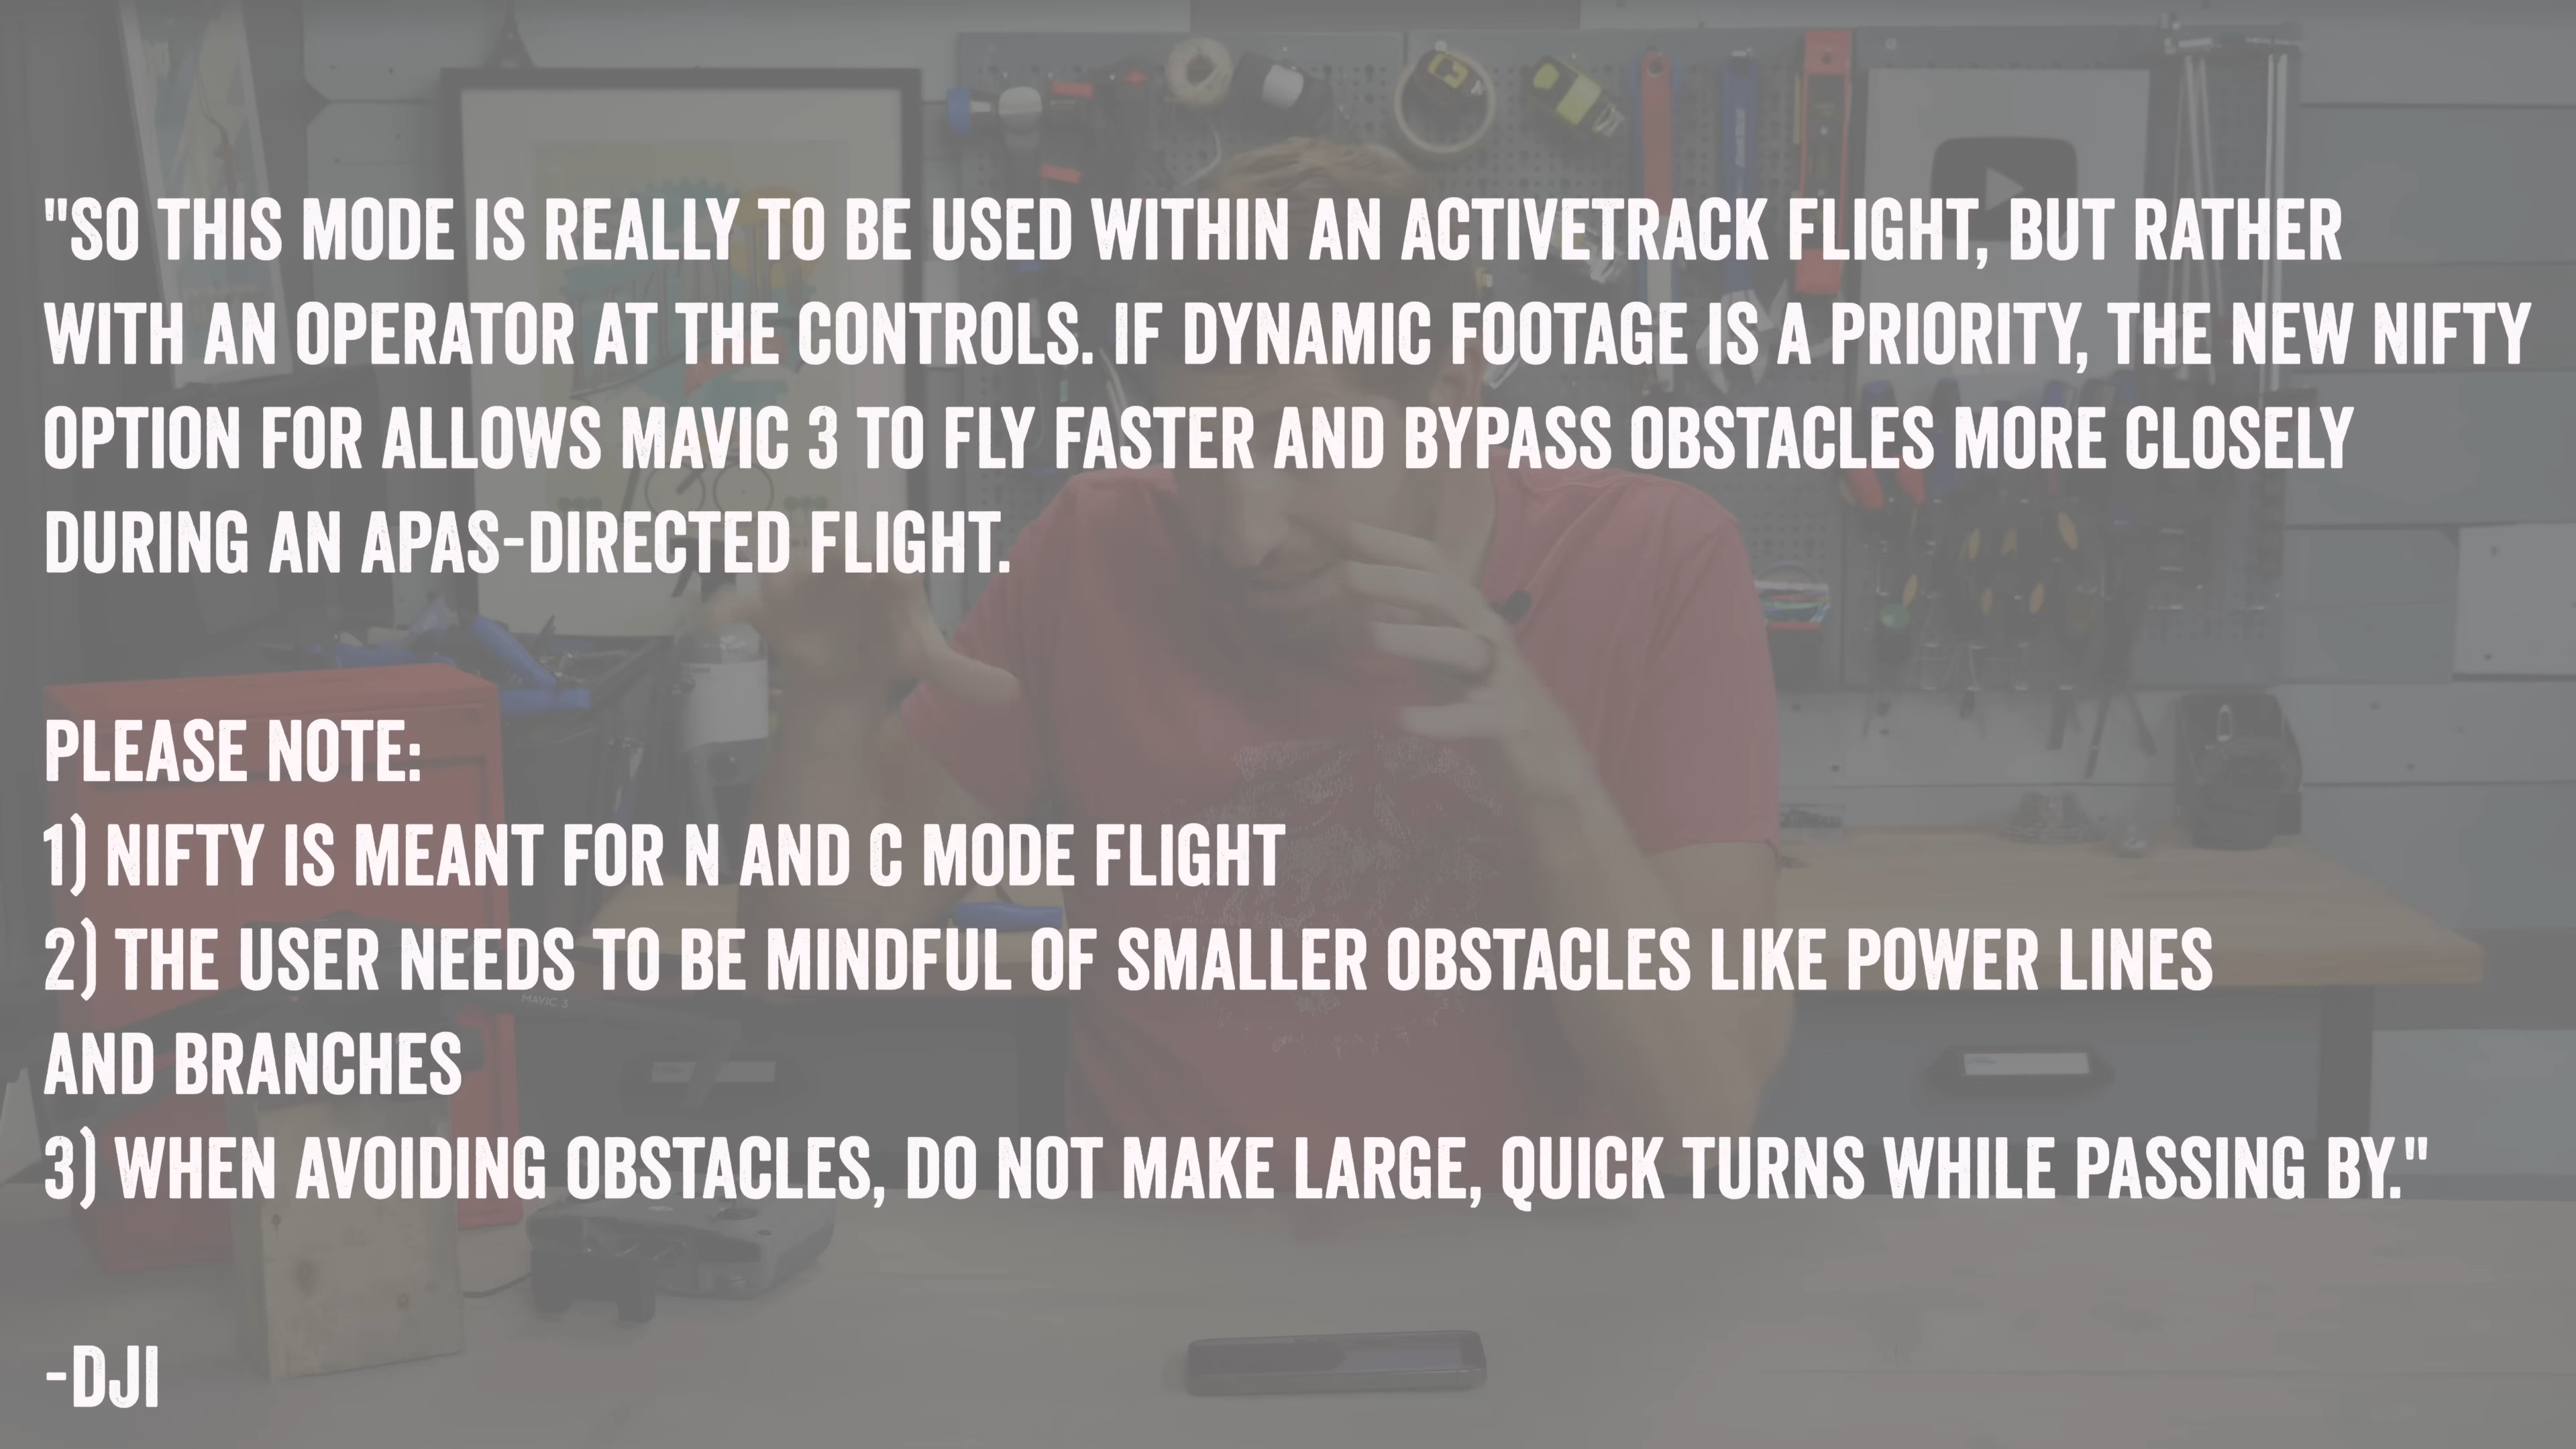 "SO THIS MODE IS REALLY TO BE USED WITHIN AN ACTIVETRACK FLIGHT, BUT RATHER
WITH AN OPERATOR AT THE CONTROLS. IF DYNAMIC FOOTAGE IS A PRIORITY, THE NEW NIFTY
OPTION FOR ALLOWS MAVIC 3 TO FLY FASTER AND BYPASS OBSTACLES MORE CLOSELY
DURING AN APAS-DIRECTED FLIGHT.
PLEASE NOTE:
1) NIFTY IS MEANT FOR N AND C MODE FLIGHT
2) THE USER NEEDS TO BE MINDFUL OF SMALLER OBSTACLES LIKE POWER LINES
MAVIC 3
AND BRANCHES
3) WHEN AVOIDING OBSTACLES, DO NOT MAKE LARGE, QUICK TURNS WHILE PASSING BY."
-DJI